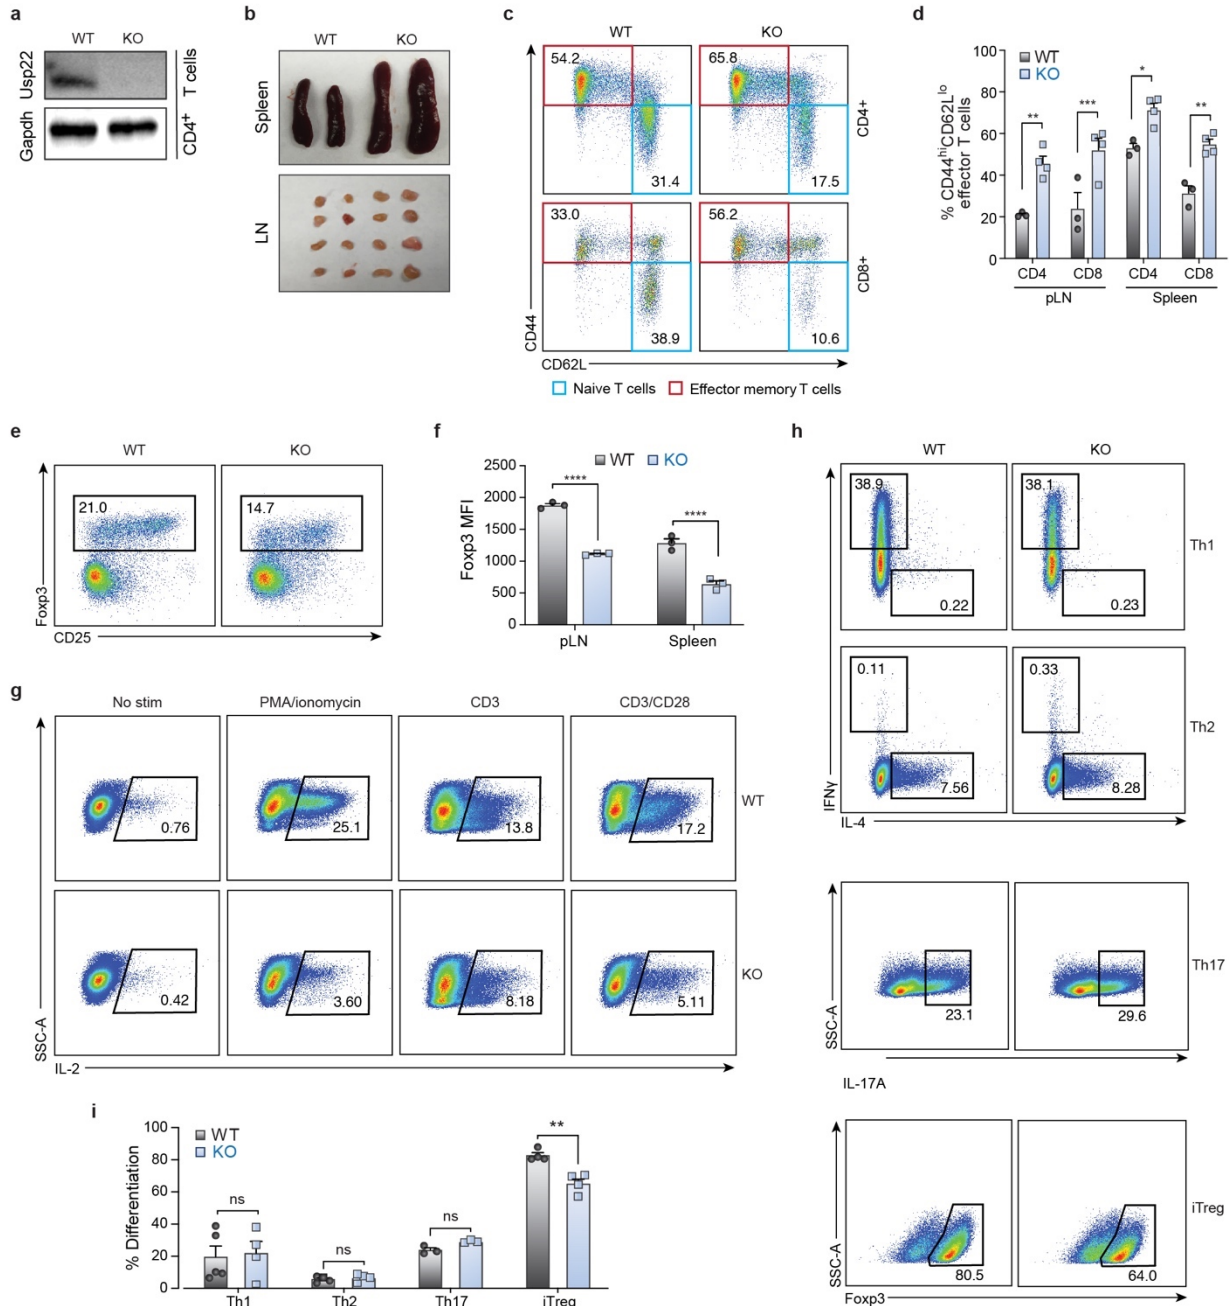 a
WT KO
Usp22
Gapdh
CD4+ T cells
b
WT KO
Spleen
LN
c
WT KO
54.2
31.4
65.8
17.5
CD4+
33.0
38.9
56.2
10.6
CD8+
CD44
CD62L
Naive T cells
Effector memory T cells
d
WT
KO
% CD44hiCD62Llo
effector T cells
100
80
60
40
20
0
**
***
*
**
CD4 CD8 CD4 CD8
pLN Spleen
e
WT KO
21.0
14.7
Foxp3
CD25
f
WT KO
Foxp3 MFI
2500
2000
1500
1000
500
0
****
****
pLN Spleen
g
No stim PMA/ionomycin CD3 CD3/CD28
0.76 25.1 13.8 17.2
WT
0.42 3.60 8.18 5.11
KO
SSC-A
IL-2
h
WT KO
38.9 38.1
0.22 0.23
Th1
0.11 0.33
7.56 8.28
Th2
IFNγ
IL-4
23.1 29.6
Th17
SSC-A
IL-17A
80.5 64.0
iTreg
SSC-A
Foxp3
i
WT
KO
% Differentiation
100
80
60
40
20
0
ns
ns
ns
**
Th1 Th2 Th17 iTreg